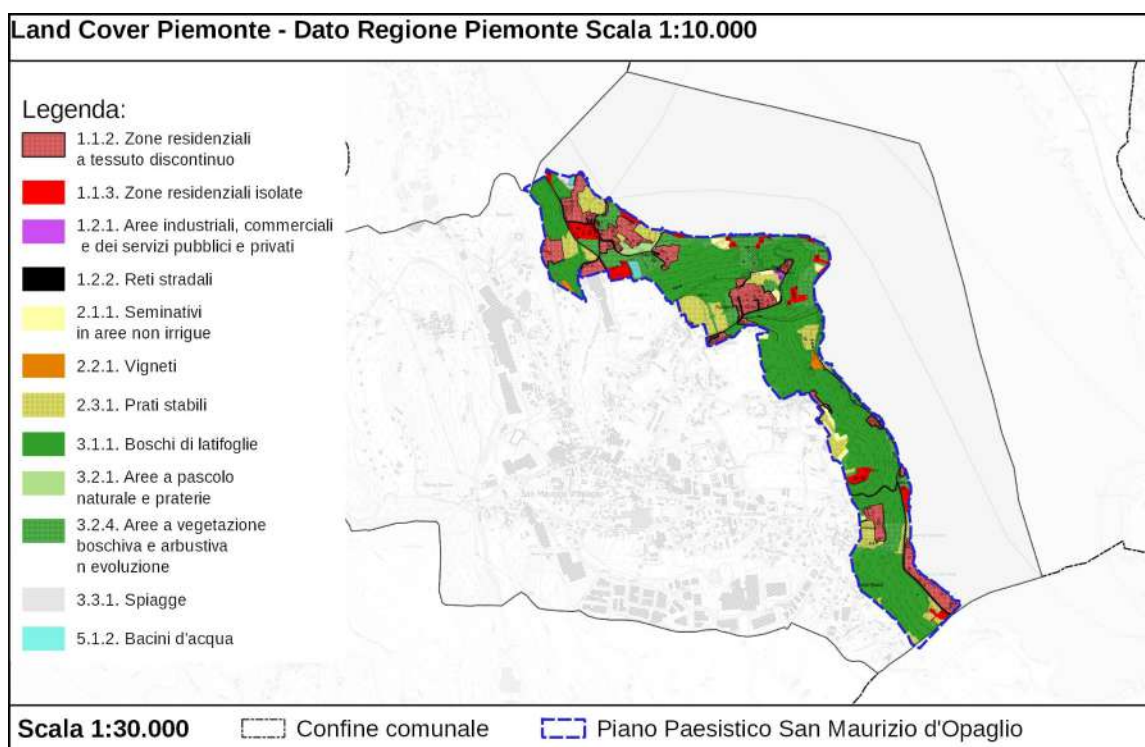 Land Cover Piemonte - Dato Regione Piemonte Scala 1:10.000
Legenda:
1.1.2. Zone residenziali
a tessuto discontinuo
1.1.3. Zone residenziali isolate
1.2.1. Aree industriali, commerciali
e dei servizi pubblici e privati
1.2.2. Reti stradali
2.1.1. Seminativi
in aree non irrigue
2.2.1. Vigneti
2.3.1. Prati stabili
3.1.1. Boschi di latifoglie
3.2.1. Aree a pascolo
naturale e praterie
3.2.4. Aree a vegetazione
boschiva e arbustiva
n evoluzione
3.3.1. Spiagge
5.1.2. Bacini d'acqua
Scala 1:30.000
Confine comunale
Piano Paesistico San Maurizio d'Opaglio